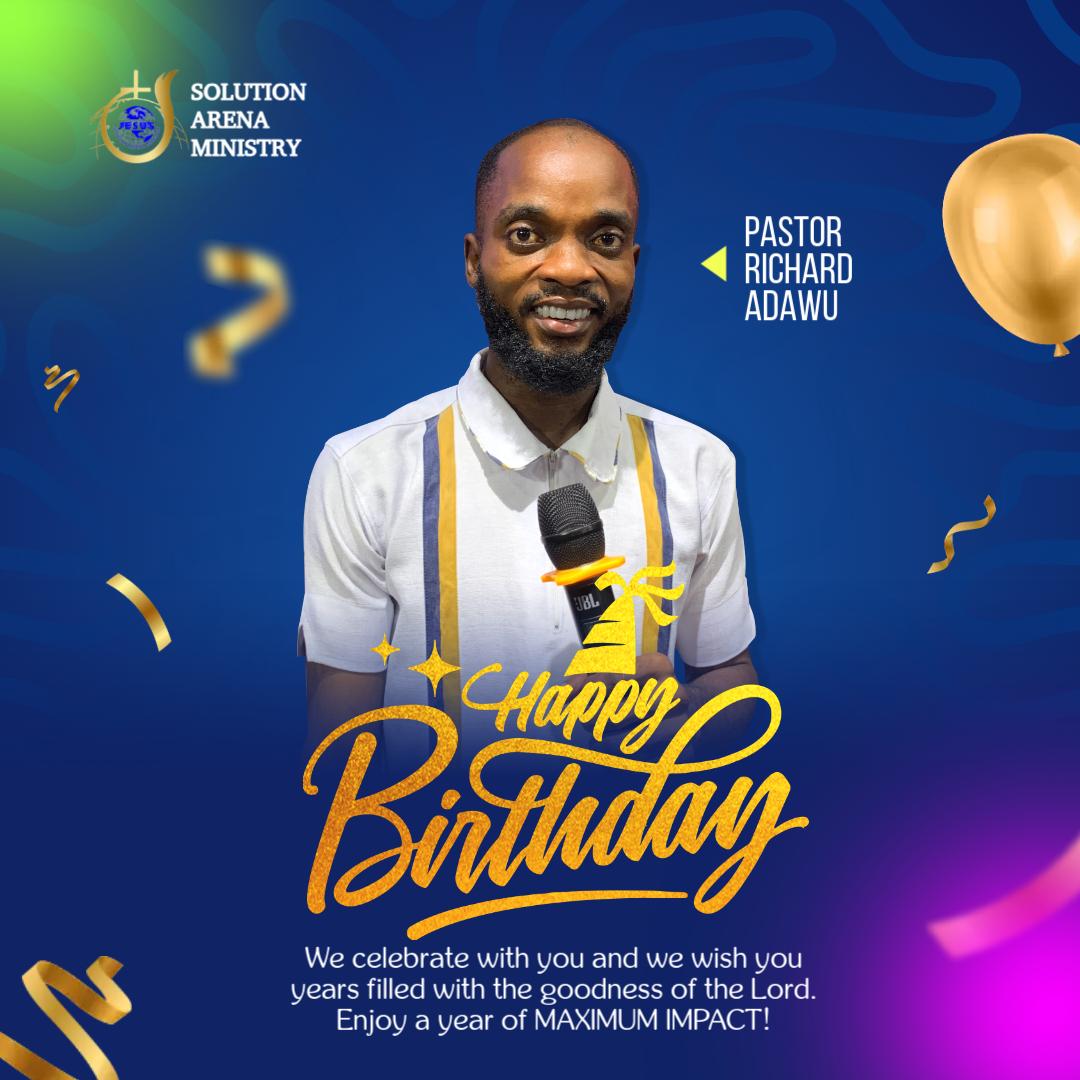 SOLUTION
ARENA
MINISTRY
JESUS
PASTOR
RICHARD
ADAWU
JBL
Happy
Birthday
We celebrate with you and we wish you
years filled with the goodness of the Lord.
Enjoy a year of MAXIMUM IMPACT!